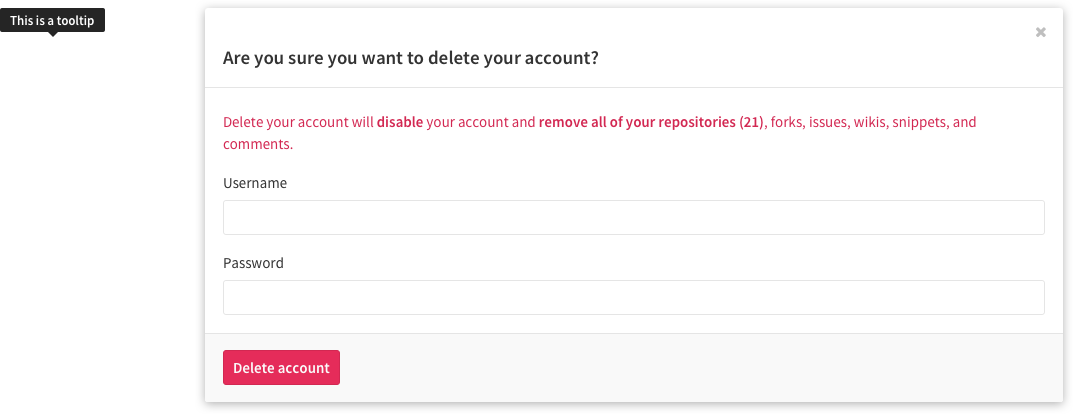 This is a tooltip
Are you sure you want to delete your account?
Delete your account will disable your account and remove all of your repositories (21), forks, issues, wikis, snippets, and
comments.
Username
Password
Delete account